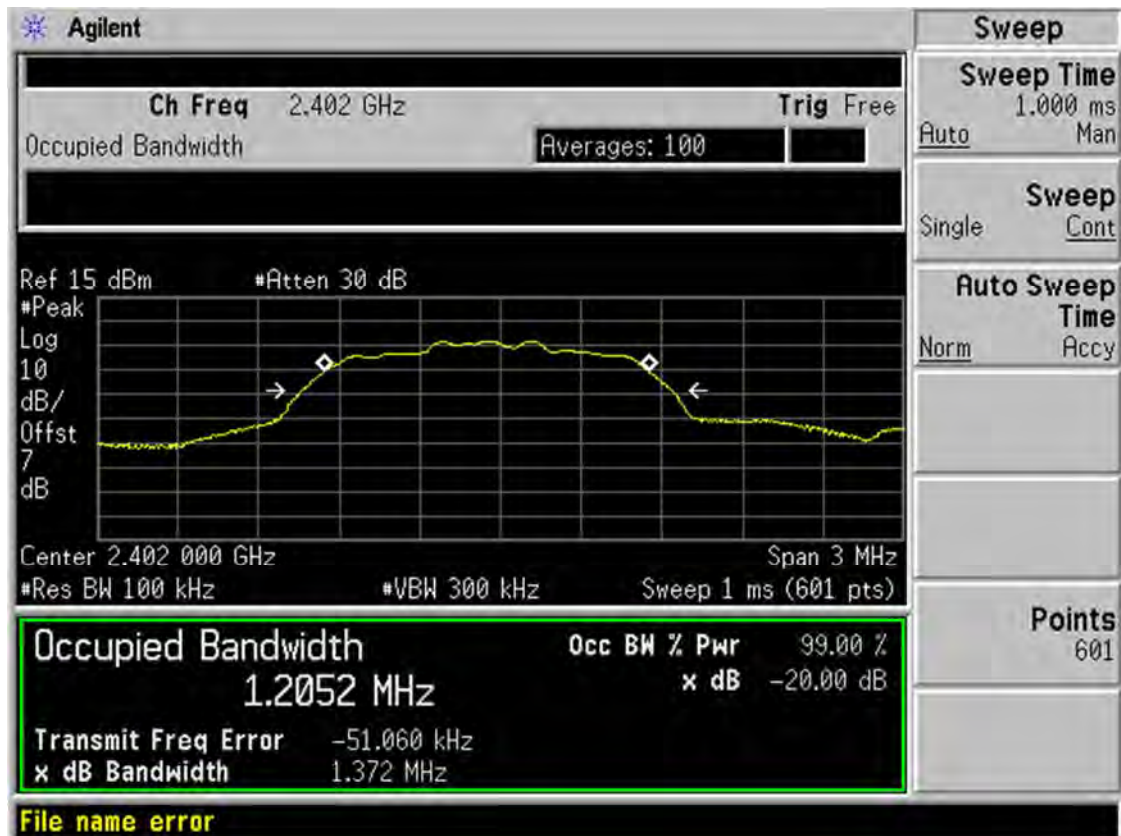 Agilent
Ch Freq 2.402 GHz Trig Free
Occupied Bandwidth Averages: 100
Ref 15 dBm #Atten 30 dB
#Peak
Log
10
dB/
Offst
7
dB
Center 2.402 000 GHz Span 3 MHz
#Res BW 100 kHz #VBW 300 kHz Sweep 1 ms (601 pts)
Occupied Bandwidth
1.2052 MHz
Occ BW % Pwr 99.00 %
x dB -20.00 dB
Transmit Freq Error -51.060 kHz
x dB Bandwidth 1.372 MHz
File name error
Sweep
Sweep Time
1.000 ms
Auto Man
Sweep
Single Cont
Auto Sweep
Time
Norm Accy
Points
601